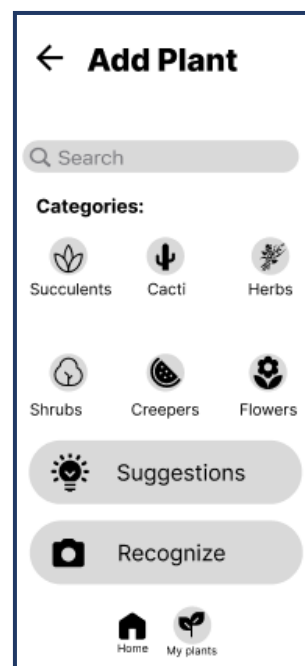 Add Plant
Search
Categories:
Succulents Cacti Herbs
Shrubs Creepers Flowers
Suggestions
Recognize
Home My plants